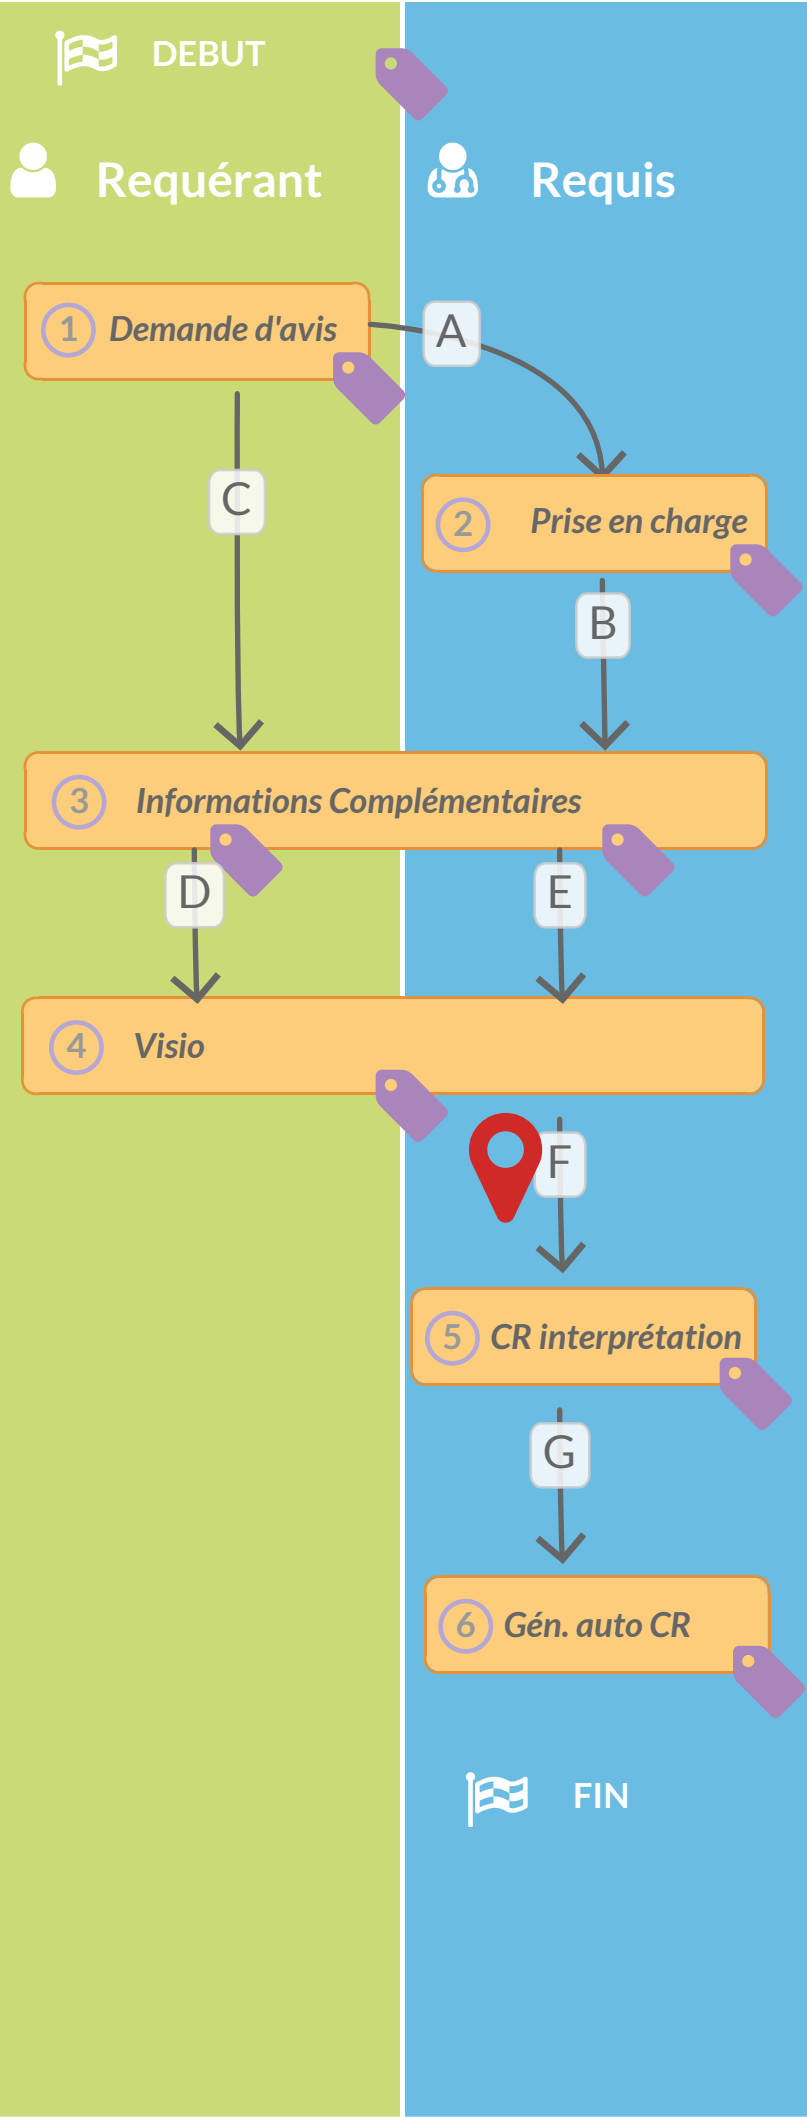 DEBUT
Requérant
Requis
1 Demande d'avis
A
C
2 Prise en charge
B
3 Informations Complémentaires
D
E
4 Visio
F
5 CR interprétation
G
6 Gén. auto CR
FIN